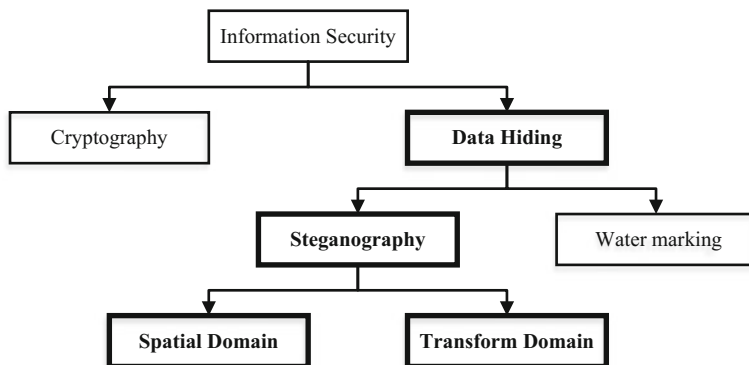 Information Security
Cryptography
Data Hiding
Steganography
Water marking
Spatial Domain
Transform Domain